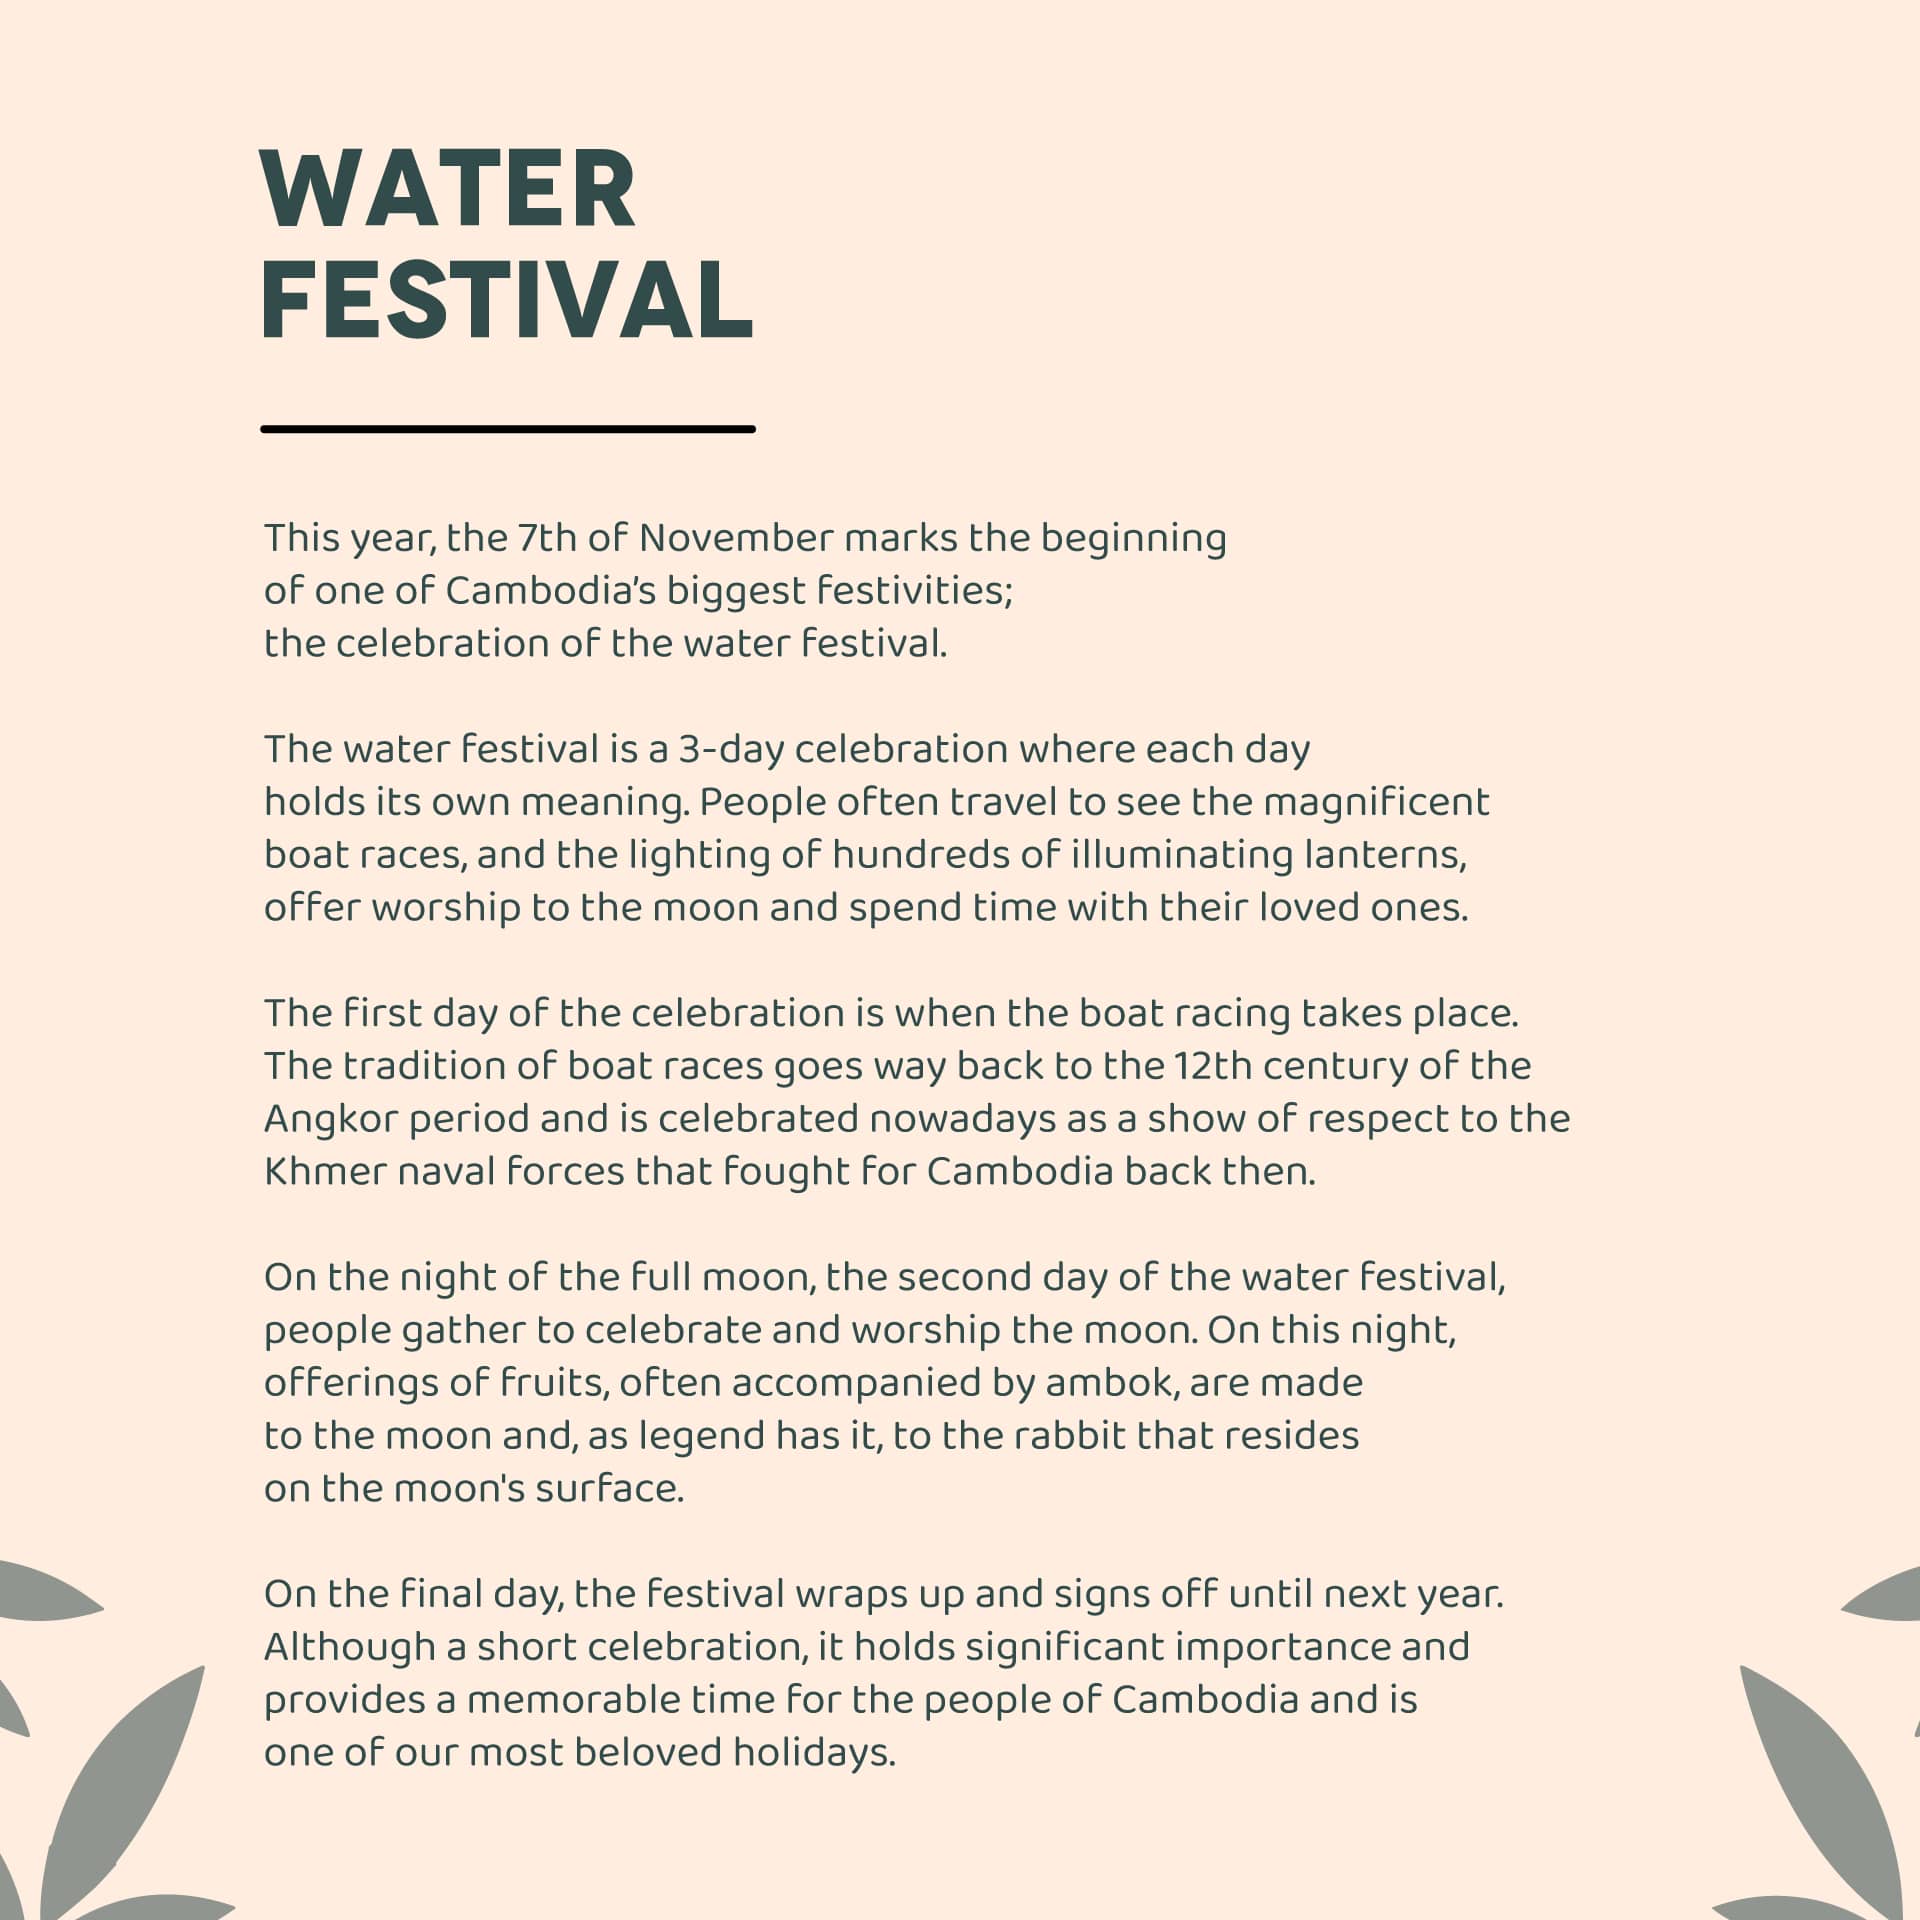 WATER
FESTIVAL
This year, the 7th of November marks the beginning
of one of Cambodia's biggest festivities;
the celebration of the water festival.
The water festival is a 3-day celebration where each day
holds its own meaning. People often travel to see the magnificent
boat races, and the lighting of hundreds of illuminating lanterns,
offer worship to the moon and spend time with their loved ones.
The first day of the celebration is when the boat racing takes place.
The tradition of boat races goes way back to the 12th century of the
Angkor period and is celebrated nowadays as a show of respect to the
Khmer naval forces that fought for Cambodia back then.
On the night of the full moon, the second day of the water festival,
people gather to celebrate and worship the moon. On this night,
offerings of fruits, often accompanied by ambok, are made
to the moon and, as legend has it, to the rabbit that resides
on the moon's surface.
On the final day, the festival wraps up and signs off until next year.
Although a short celebration, it holds significant importance and
provides a memorable time for the people of Cambodia and is
one of our most beloved holidays.